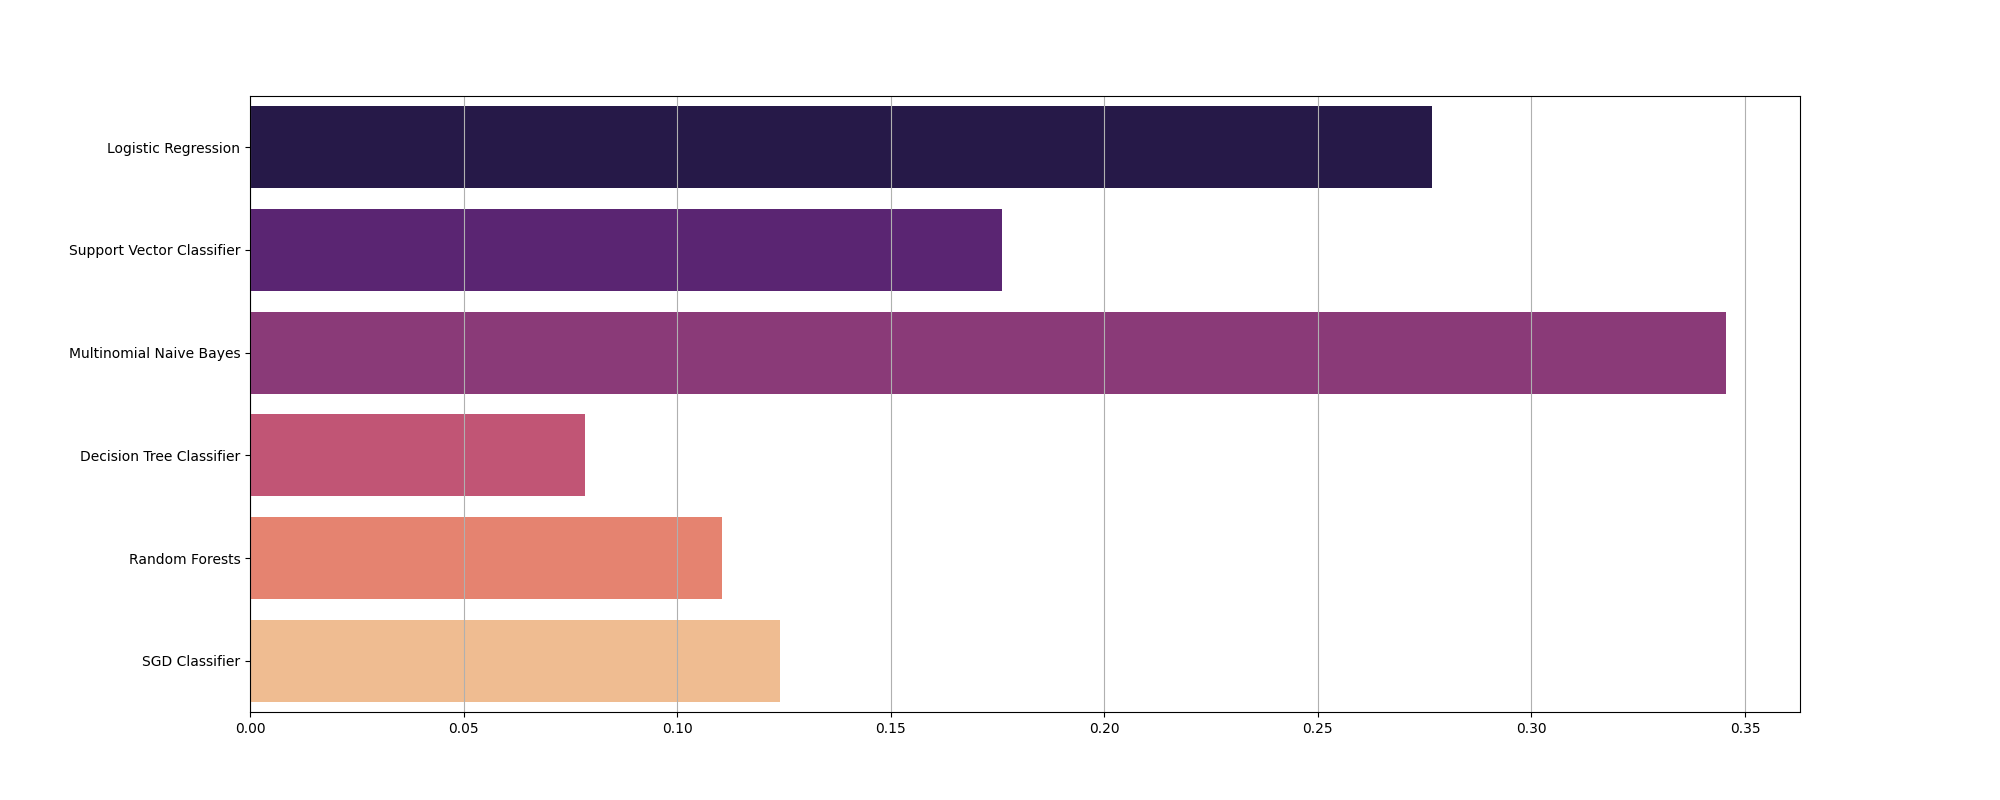 Logistic Regression
Support Vector Classifier
Multinomial Naive Bayes
Decision Tree Classifier
Random Forests
SGD Classifier
0.00 0.05 0.10 0.15 0.20 0.25 0.30 0.35